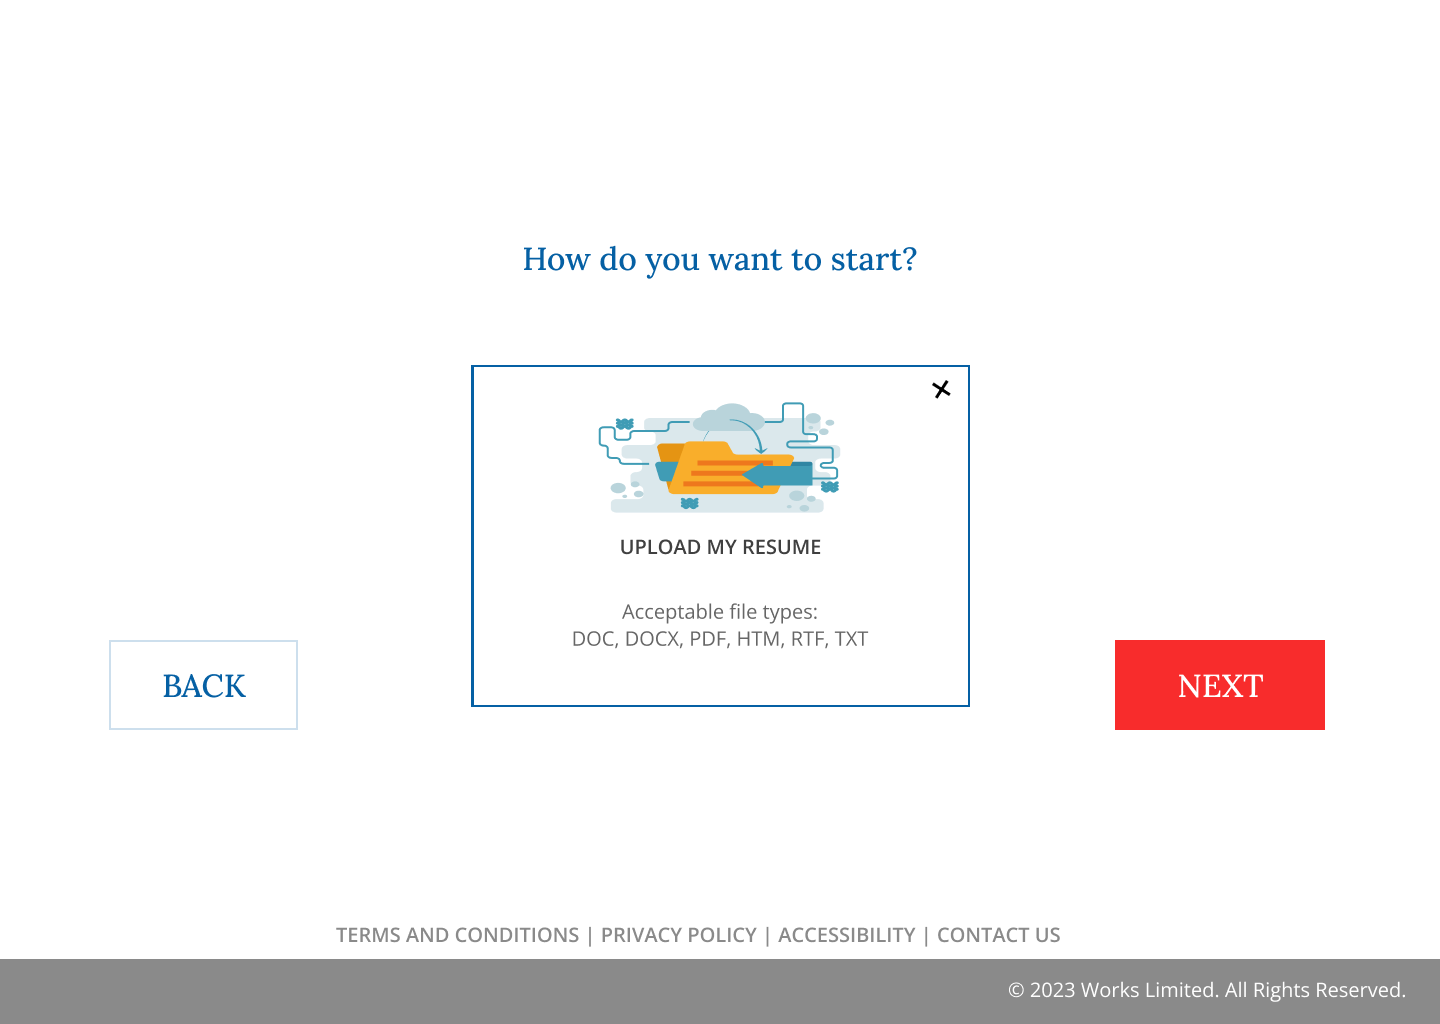 How do you want to start?
UPLOAD MY RESUME
Acceptable file types:
DOC, DOCX, PDF, HTM, RTF, TXT
BACK
NEXT
TERMS AND CONDITIONS | PRIVACY POLICY | ACCESSIBILITY | CONTACT US
© 2023 Works Limited. All Rights Reserved.